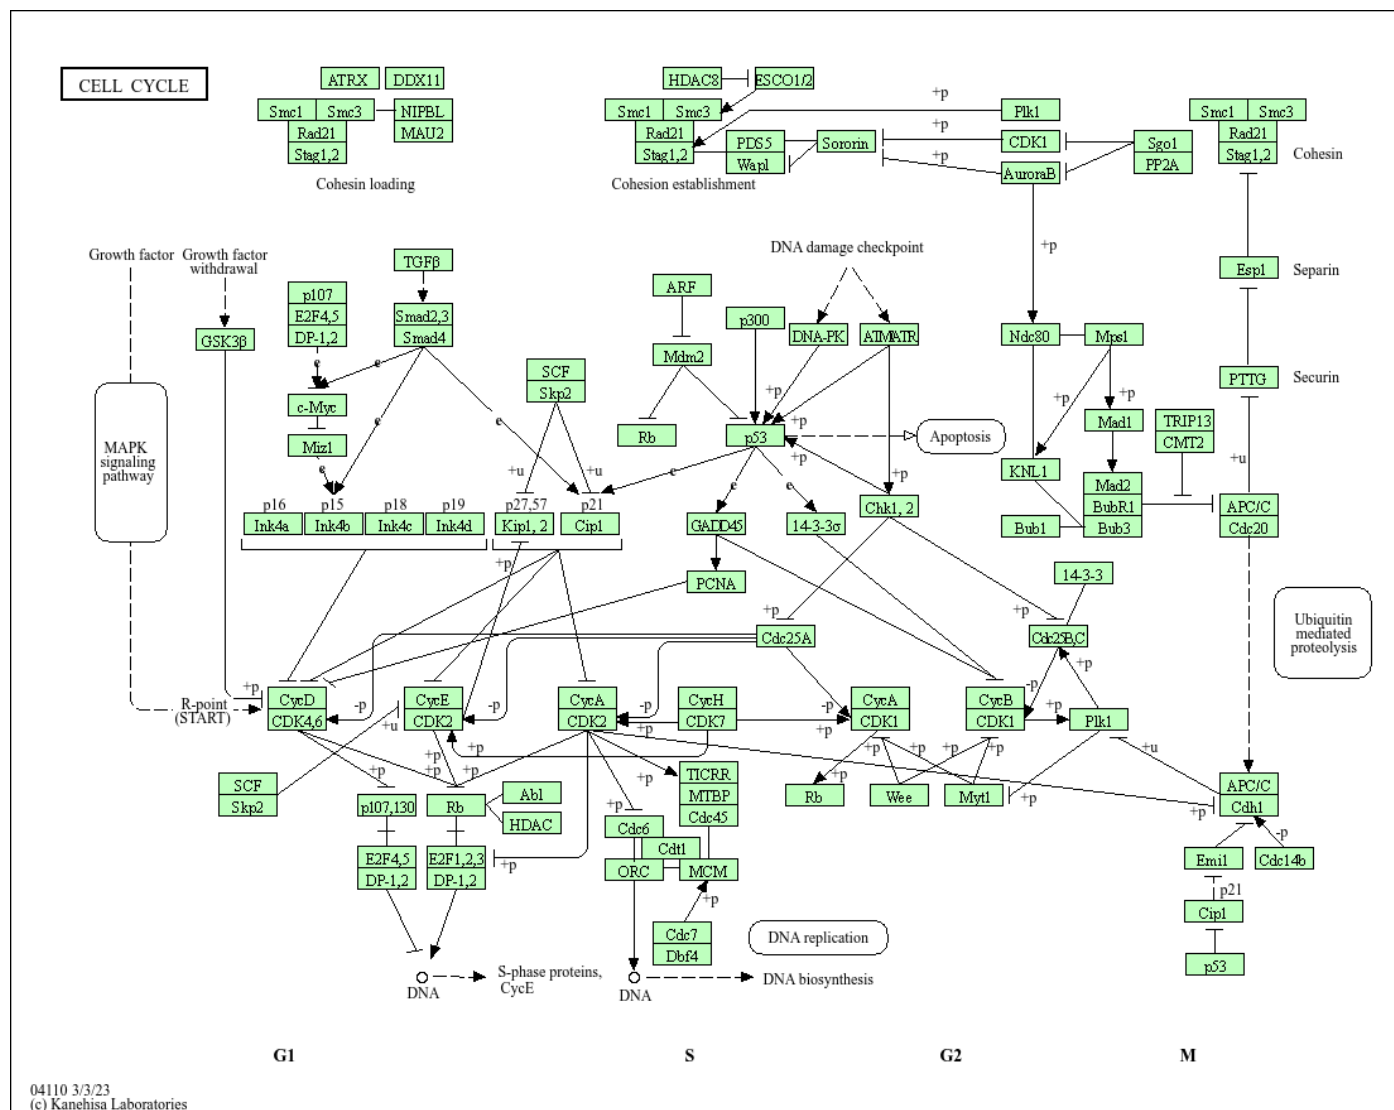 CELL CYCLE
ATRX
DDX11
Smc1
Smc3
NIPBL
MAU2
Rad21
Stag1,2
Cohesin loading
HDAC8
ESCO1/2
Smc1
Smc3
Rad21
Stag1,2
PDS5
Wapl
Sororin
Cohesion establishment
+p
Plk1
+p
CDK1
+p
AuroraB
Sgo1
PP2A
Smc1
Smc3
Rad21
Stag1,2
Cohesin
Growth factor
Growth factor
withdrawal
TGFβ
DNA damage checkpoint
+p
Esp1
Separin
p107
E2F4,5
DP-1,2
Smad2,3
Smad4
GSK3β
ARF
p300
DNA-PK
ATM/ATR
Ndc80
Mps1
Mdm2
SCF
Skp2
e
e
PTTG
Securin
MAPK
signaling
pathway
c-Myc
Miz1
e
e
e
Rb
p53
+p
+p
+p
Apoptosis
+p
+p
Mad1
TRIP13
CMT2
KNL1
+u
+u
e
e
e
+p
Mad2
BubR1
Bub3
Bub1
+u
APC/C
Cdc20
p16
Ink4a
p15
Ink4b
p18
Ink4c
p19
Ink4d
p27,57
Kip1, 2
p21
Cip1
GADD45
14-3-3σ
Chk1, 2
+p
PCNA
14-3-3
+p
Cdc25A
+p
Cdc25B,C
Ubiquitin
mediated
proteolysis
R-point
(START)
+p
CycD
CDK4,6
-p
CycE
CDK2
-p
+u
CycA
CDK2
-p
+p
CycH
CDK7
-p
+p
CycA
CDK1
CycB
CDK1
-p
+p
+p
Plk1
SCF
Skp2
+p
+p
+p
+p
+p
+p
+p
+p
+p
+u
p107,130
Rb
Abl
HDAC
TICRR
MTBP
Cdc45
+p
Rb
Wee
Myt1
+p
+p
APC/C
Cdh1
-p
E2F4,5
DP-1,2
E2F1,2,3
DP-1,2
+p
Cdc6
Cdt1
ORC
MCM
+p
Emi1
Cdc14b
p21
Cip1
p53
Cdc7
Dbf4
DNA replication
DNA
S-phase proteins,
CycE
DNA
DNA biosynthesis
G1
S
G2
M
04110 3/3/23
(c) Kanehisa Laboratories